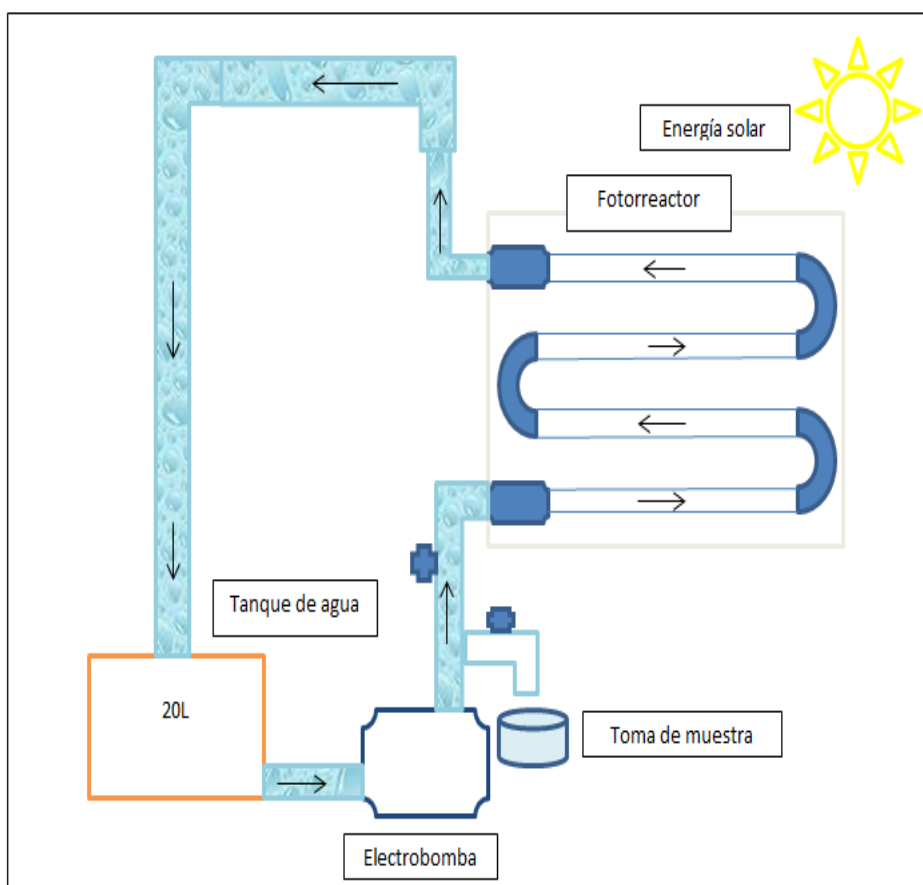 Energía solar
Fotorreactor
Tanque de agua
20L
Toma de muestra
Electrobomba